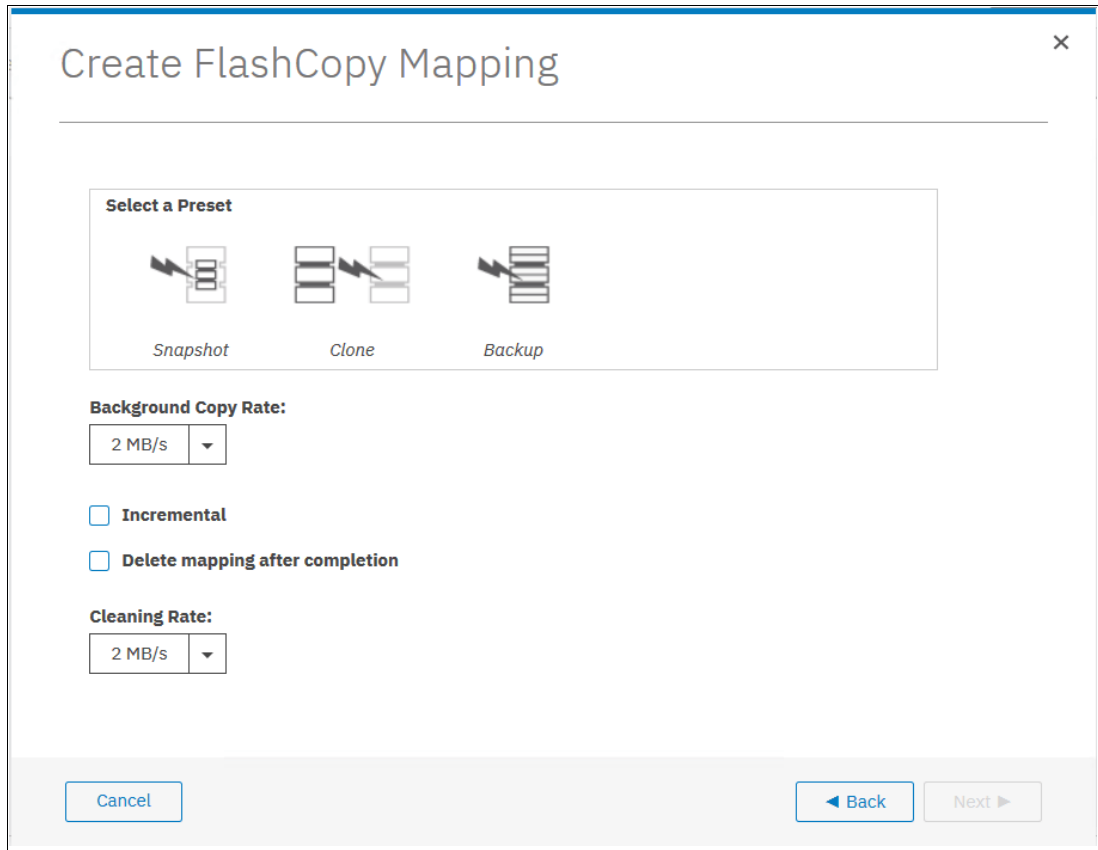 Create FlashCopy Mapping
Select a Preset
Snapshot Clone Backup
Background Copy Rate:
2 MB/s
Incremental
Delete mapping after completion
Cleaning Rate:
2 MB/s
Cancel Back Next